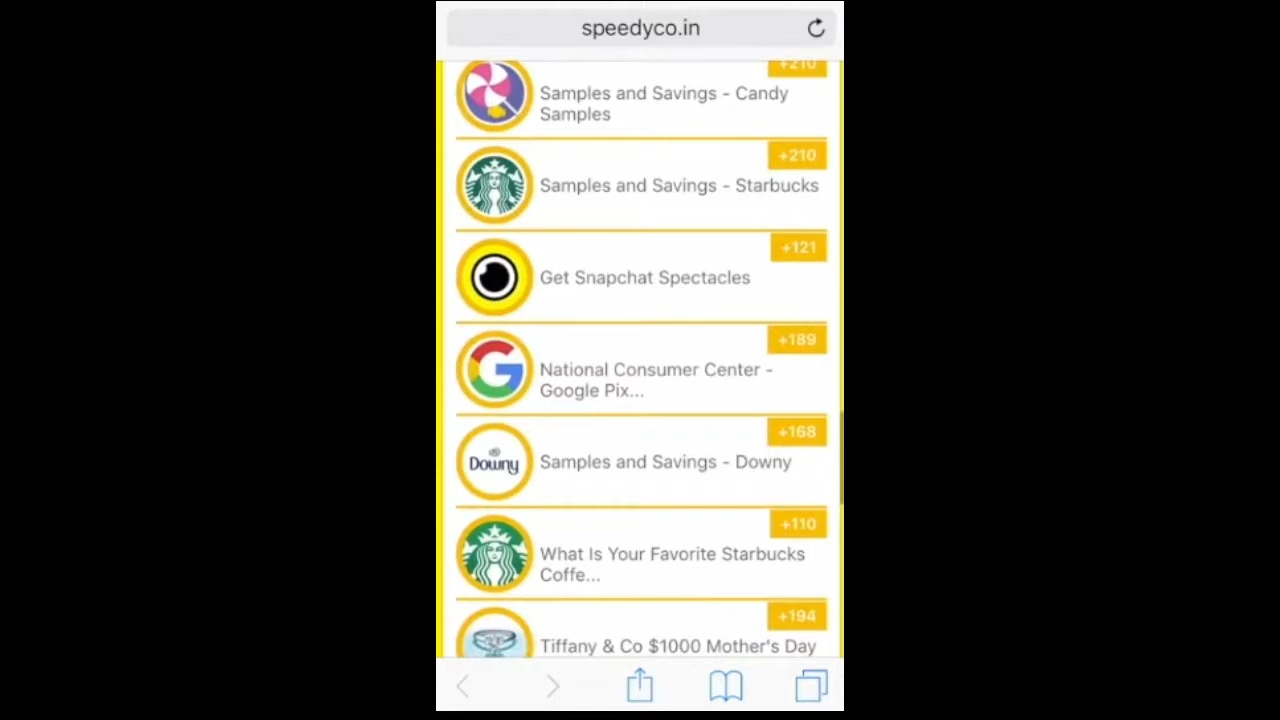 speedyco.in
+210
Samples and Savings - Candy
Samples
+210
Samples and Savings - Starbucks
+121
Get Snapchat Spectacles
+189
National Consumer Center -
Google Pix...
+168
Downy
Samples and Savings - Downy
+110
What Is Your Favorite Starbucks
Coffe...
+194
Tiffany & Co $1000 Mother's Day